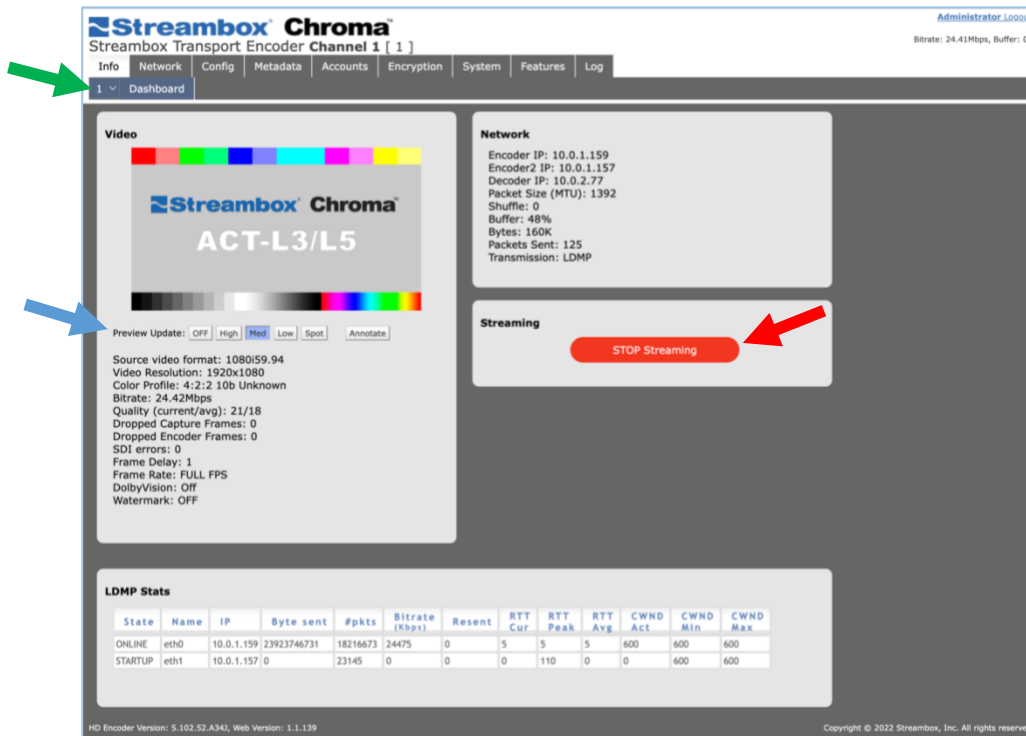 Streambox Chroma™
Administrator Logou
Streambox Transport Encoder Channel 1 [ 1 ]
Bitrate: 24.41Mbps, Buffer: 0
Info Network Config Metadata Accounts Encryption System Features Log
1 Dashboard
Video
Streambox Chroma™
ACT-L3/L5
Preview Update: OFF High Med Low Spot Annotate
Source video format: 1080i59.94
Video Resolution: 1920x1080
Color Profile: 4:2:2 10b Unknown
Bitrate: 24.42Mbps
Quality (current/avg): 21/18
Dropped Capture Frames: 0
Dropped Encoder Frames: 0
SDI errors: 0
Frame Delay: 1
Frame Rate: FULL FPS
DolbyVision: Off
Watermark: OFF
Network
Encoder IP: 10.0.1.159
Encoder2 IP: 10.0.1.157
Decoder IP: 10.0.2.77
Packet Size (MTU): 1392
Shuffle: 0
Buffer: 48%
Bytes: 160K
Packets Sent: 125
Transmission: LDMP
Streaming
STOP Streaming
LDMP Stats
State Name IP Byte sent #pkts Bitrate (Kbps) Resent RTT Cur RTT Peak RTT Avg CWND Act CWND Min CWND Max
ONLINE eth0 10.0.1.159 23923746731 18216673 24475 0 5 5 5 600 600 600
STARTUP eth1 10.0.1.157 0 23145 0 0 0 110 0 0 600 600
HD Encoder Version: 5.102.52.A34J, Web Version: 1.1.139
Copyright © 2022 Streambox, Inc. All rights reserve